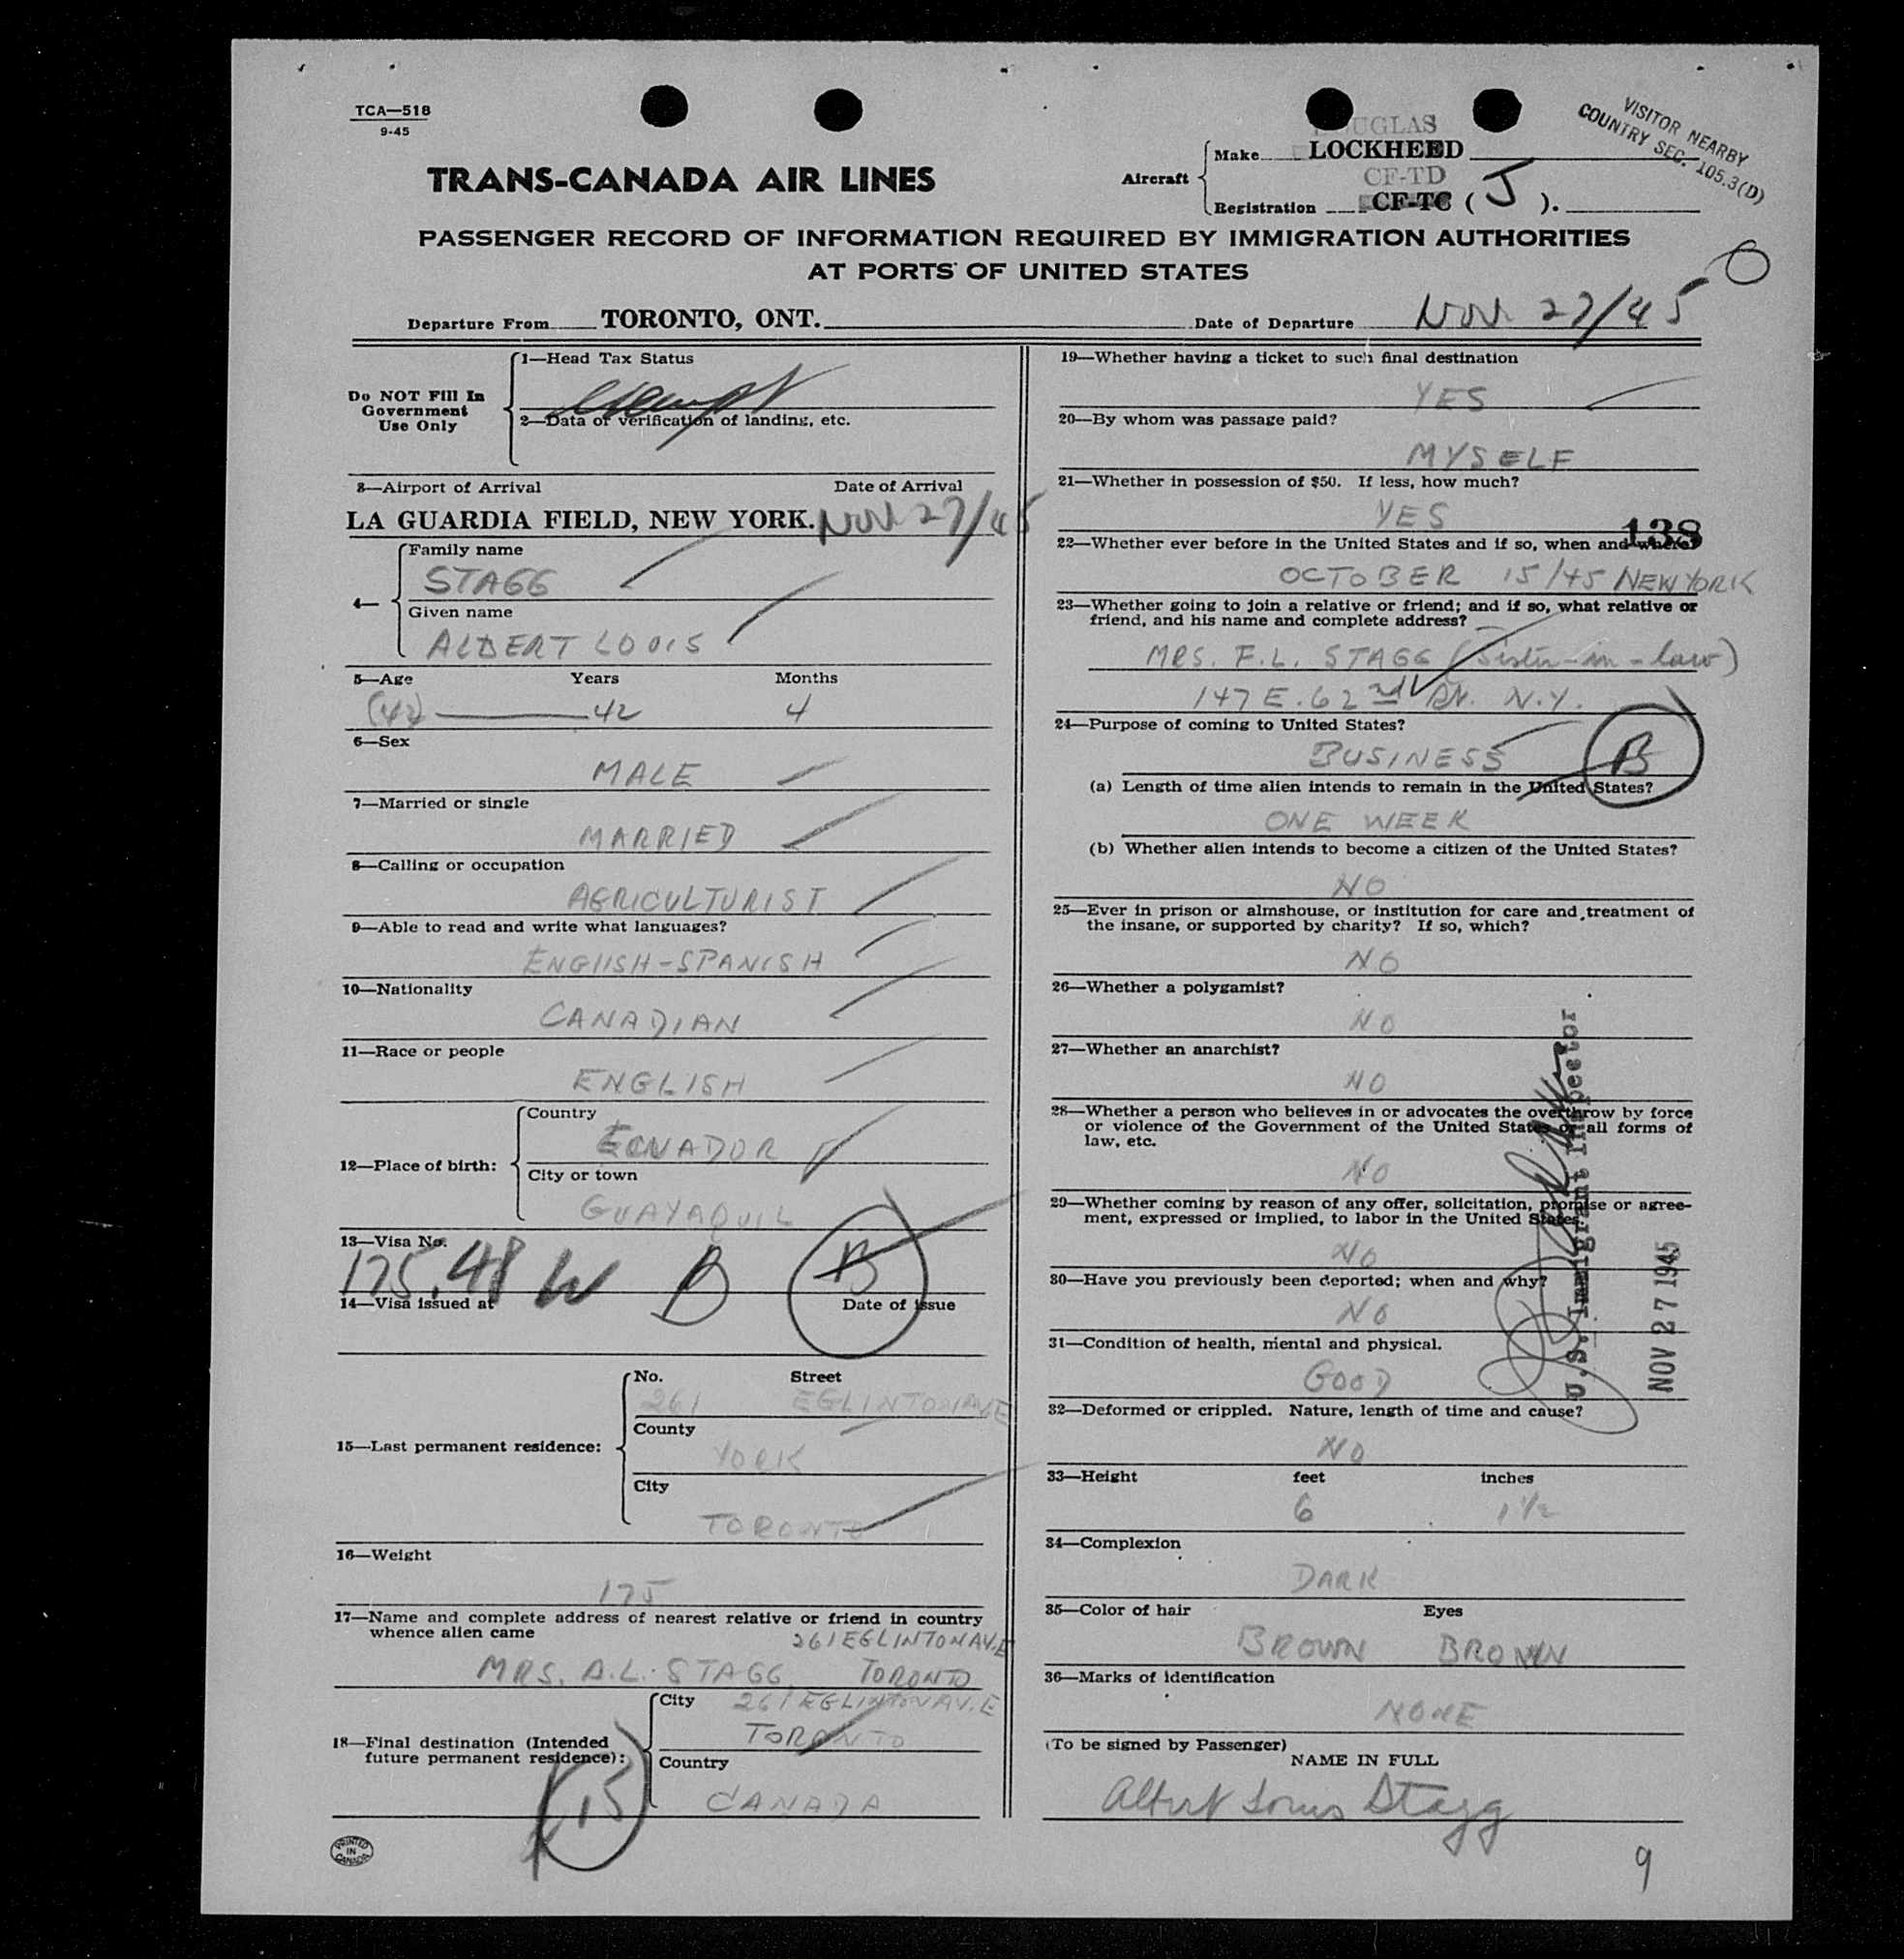 TCA—518
9-45
VISITOR NEARBY
COUNTRY SEC. 105.3(D)
TRANS-CANADA AIR LINES
Aircraft
UGLAS
Make LOCKHEED
CF-TD
Registration CF-TC ( J ).
PASSENGER RECORD OF INFORMATION REQUIRED BY IMMIGRATION AUTHORITIES
AT PORTS OF UNITED STATES
O
Departure From TORONTO, ONT. Date of Departure NOV 27/45
Do NOT Fill In
Government
Use Only
1—Head Tax Status
exempt
2—Data of verification of landing, etc.
3—Airport of Arrival Date of Arrival
LA GUARDIA FIELD, NEW YORK. NOV 27/45
4—
Family name
STAGG
Given name
ALBERT LOUIS
5—Age Years Months
(42) 42 4
6—Sex
MALE
7—Married or single
MARRIED
8—Calling or occupation
AGRICULTURIST
9—Able to read and write what languages?
ENGLISH-SPANISH
10—Nationality
CANADIAN
11—Race or people
ENGLISH
12—Place of birth:
Country
ECUADOR
City or town
GUAYAQUIL
13—Visa No.
175.48 W B B
14—Visa issued at Date of issue
15—Last permanent residence:
No. Street
261 EGLINTON AVE
County
YORK
City
TORONTO
16—Weight
175
17—Name and complete address of nearest relative or friend in country
whence alien came
261 EGLINTON AV. E
MRS. A.L. STAGG, TORONTO
18—Final destination (Intended
future permanent residence):
City 261 EGLINTON AV. E
TORONTO
Country
CANADA
15
PRINTED
IN
CANADA
19—Whether having a ticket to such final destination
YES
20—By whom was passage paid?
MYSELF
21—Whether in possession of $50. If less, how much?
YES
138
22—Whether ever before in the United States and if so, when and where?
OCTOBER 15/45 NEW YORK
23—Whether going to join a relative or friend; and if so, what relative or
friend, and his name and complete address?
MRS. F.L. STAGG (Sister-in-law)
147 E. 62nd St. N.Y.
24—Purpose of coming to United States?
BUSINESS B
(a) Length of time alien intends to remain in the United States?
ONE WEEK
(b) Whether alien intends to become a citizen of the United States?
NO
25—Ever in prison or almshouse, or institution for care and treatment of
the insane, or supported by charity? If so, which?
NO
26—Whether a polygamist?
NO
27—Whether an anarchist?
NO
28—Whether a person who believes in or advocates the overthrow by force
or violence of the Government of the United States or all forms of
law, etc.
NO
29—Whether coming by reason of any offer, solicitation, promise or agree-
ment, expressed or implied, to labor in the United States.
NO
30—Have you previously been deported; when and why?
NO
31—Condition of health, mental and physical.
GOOD
U.S. Immigrant Inspector
NOV 27 1945
32—Deformed or crippled. Nature, length of time and cause?
NO
33—Height feet inches
6 1 1/2
34—Complexion
DARK
35—Color of hair Eyes
BROWN BROWN
36—Marks of identification
NONE
(To be signed by Passenger)
NAME IN FULL
Albert Louis Stagg
9